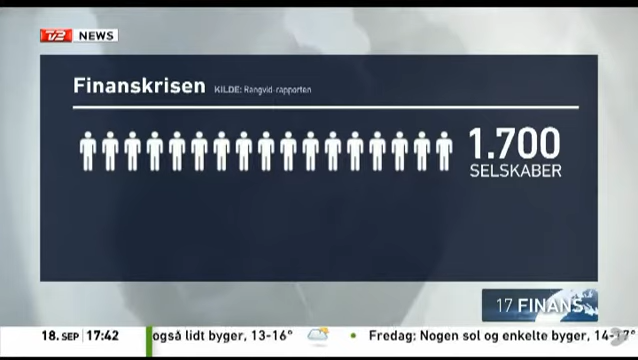 TV2 NEWS
Finanskrisen KILDE: Rangvid-rapporten
1.700
SELSKABER
17 FINANS
18. SEP 17:42 også lidt byger, 13-16° • Fredag: Nogen sol og enkelte byger, 14-17°